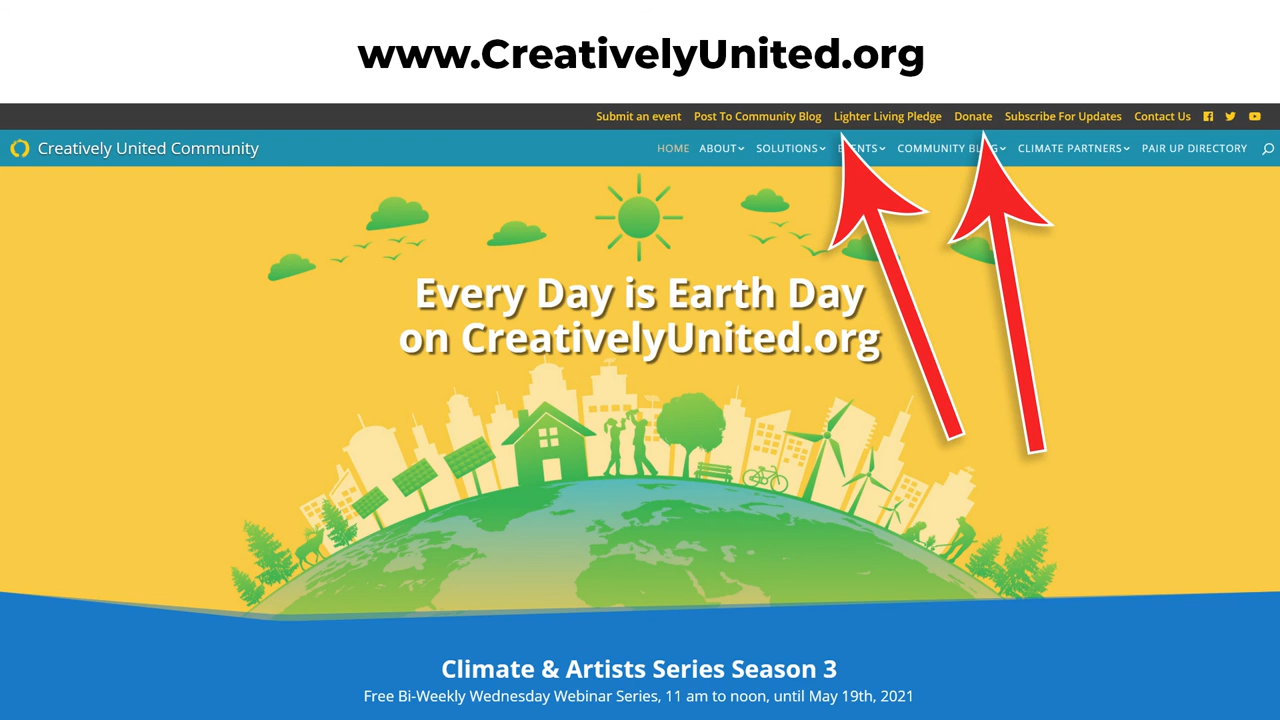 www.CreativelyUnited.org
Submit an event Post To Community Blog Lighter Living Pledge Donate Subscribe For Updates Contact Us
Creatively United Community HOME ABOUT SOLUTIONS EVENTS COMMUNITY BLOG CLIMATE PARTNERS PAIR UP DIRECTORY
Every Day is Earth Day
on CreativelyUnited.org
Climate & Artists Series Season 3
Free Bi-Weekly Wednesday Webinar Series, 11 am to noon, until May 19th, 2021